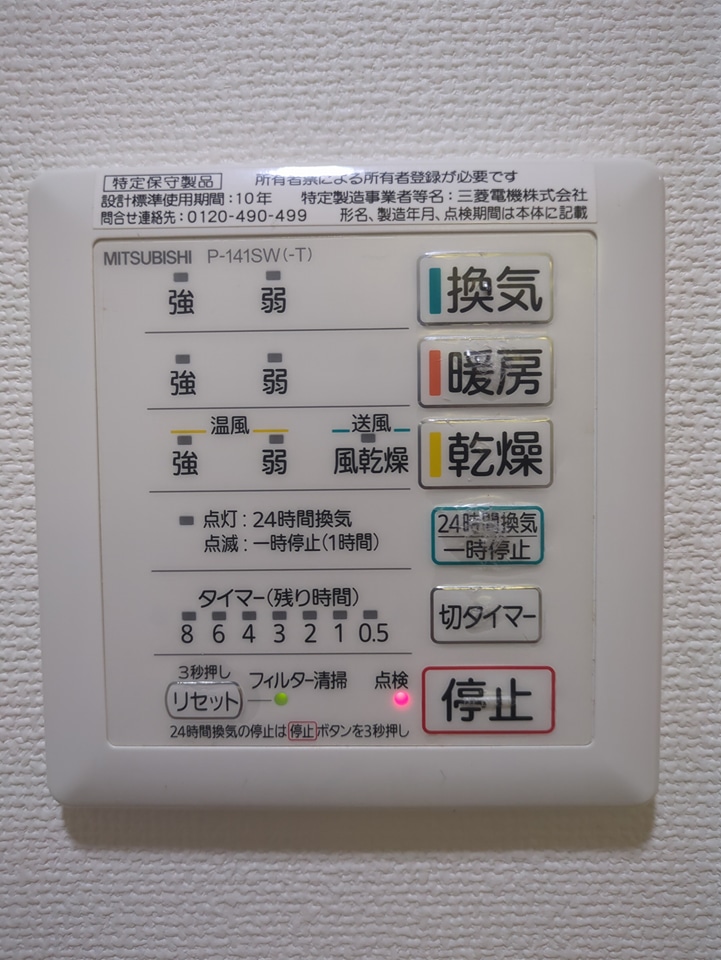 特定保守製品 所有者票による所有者登録が必要です
設計標準使用期間:10年 特定製造事業者等名:三菱電機株式会社
問合せ連絡先:0120-490-499 形名、製造年月、点検期間は本体に記載
MITSUBISHI P-141SW(-T)
強 弱 換気
強 弱 暖房
温風 送風
強 弱 風乾燥 乾燥
点灯:24時間換気
点滅:一時停止(1時間)
24時間換気
一時停止
タイマー(残り時間)
8 6 4 3 2 1 0.5
切タイマー
3秒押し
リセット フィルター清掃 点検
停止
24時間換気の停止は停止ボタンを3秒押し